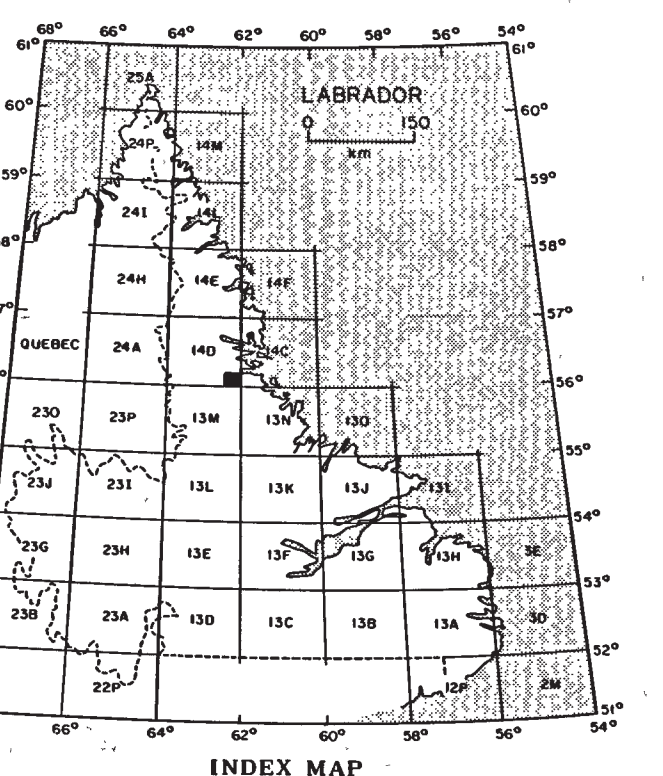 68° 66° 64° 62° 60° 58° 56° 54°
61° 61°
25A
LABRADOR
60° 60°
0 150
km
24P 14M
59° 59°
24I 14L
58° 58°
24H 14E 14F
57°
QUEBEC 24A 14D 14C
56°
23O 23P 13M 13N 13O
55°
23J 23I 13L 13K 13J 13I
54°
23G 23H 13E 13F 13G 13H 3E
53°
23B 23A 13D 13C 13B 13A 3D
52°
22P 12P 2M
51°
66° 64° 62° 60° 58° 56° 54°
INDEX MAP